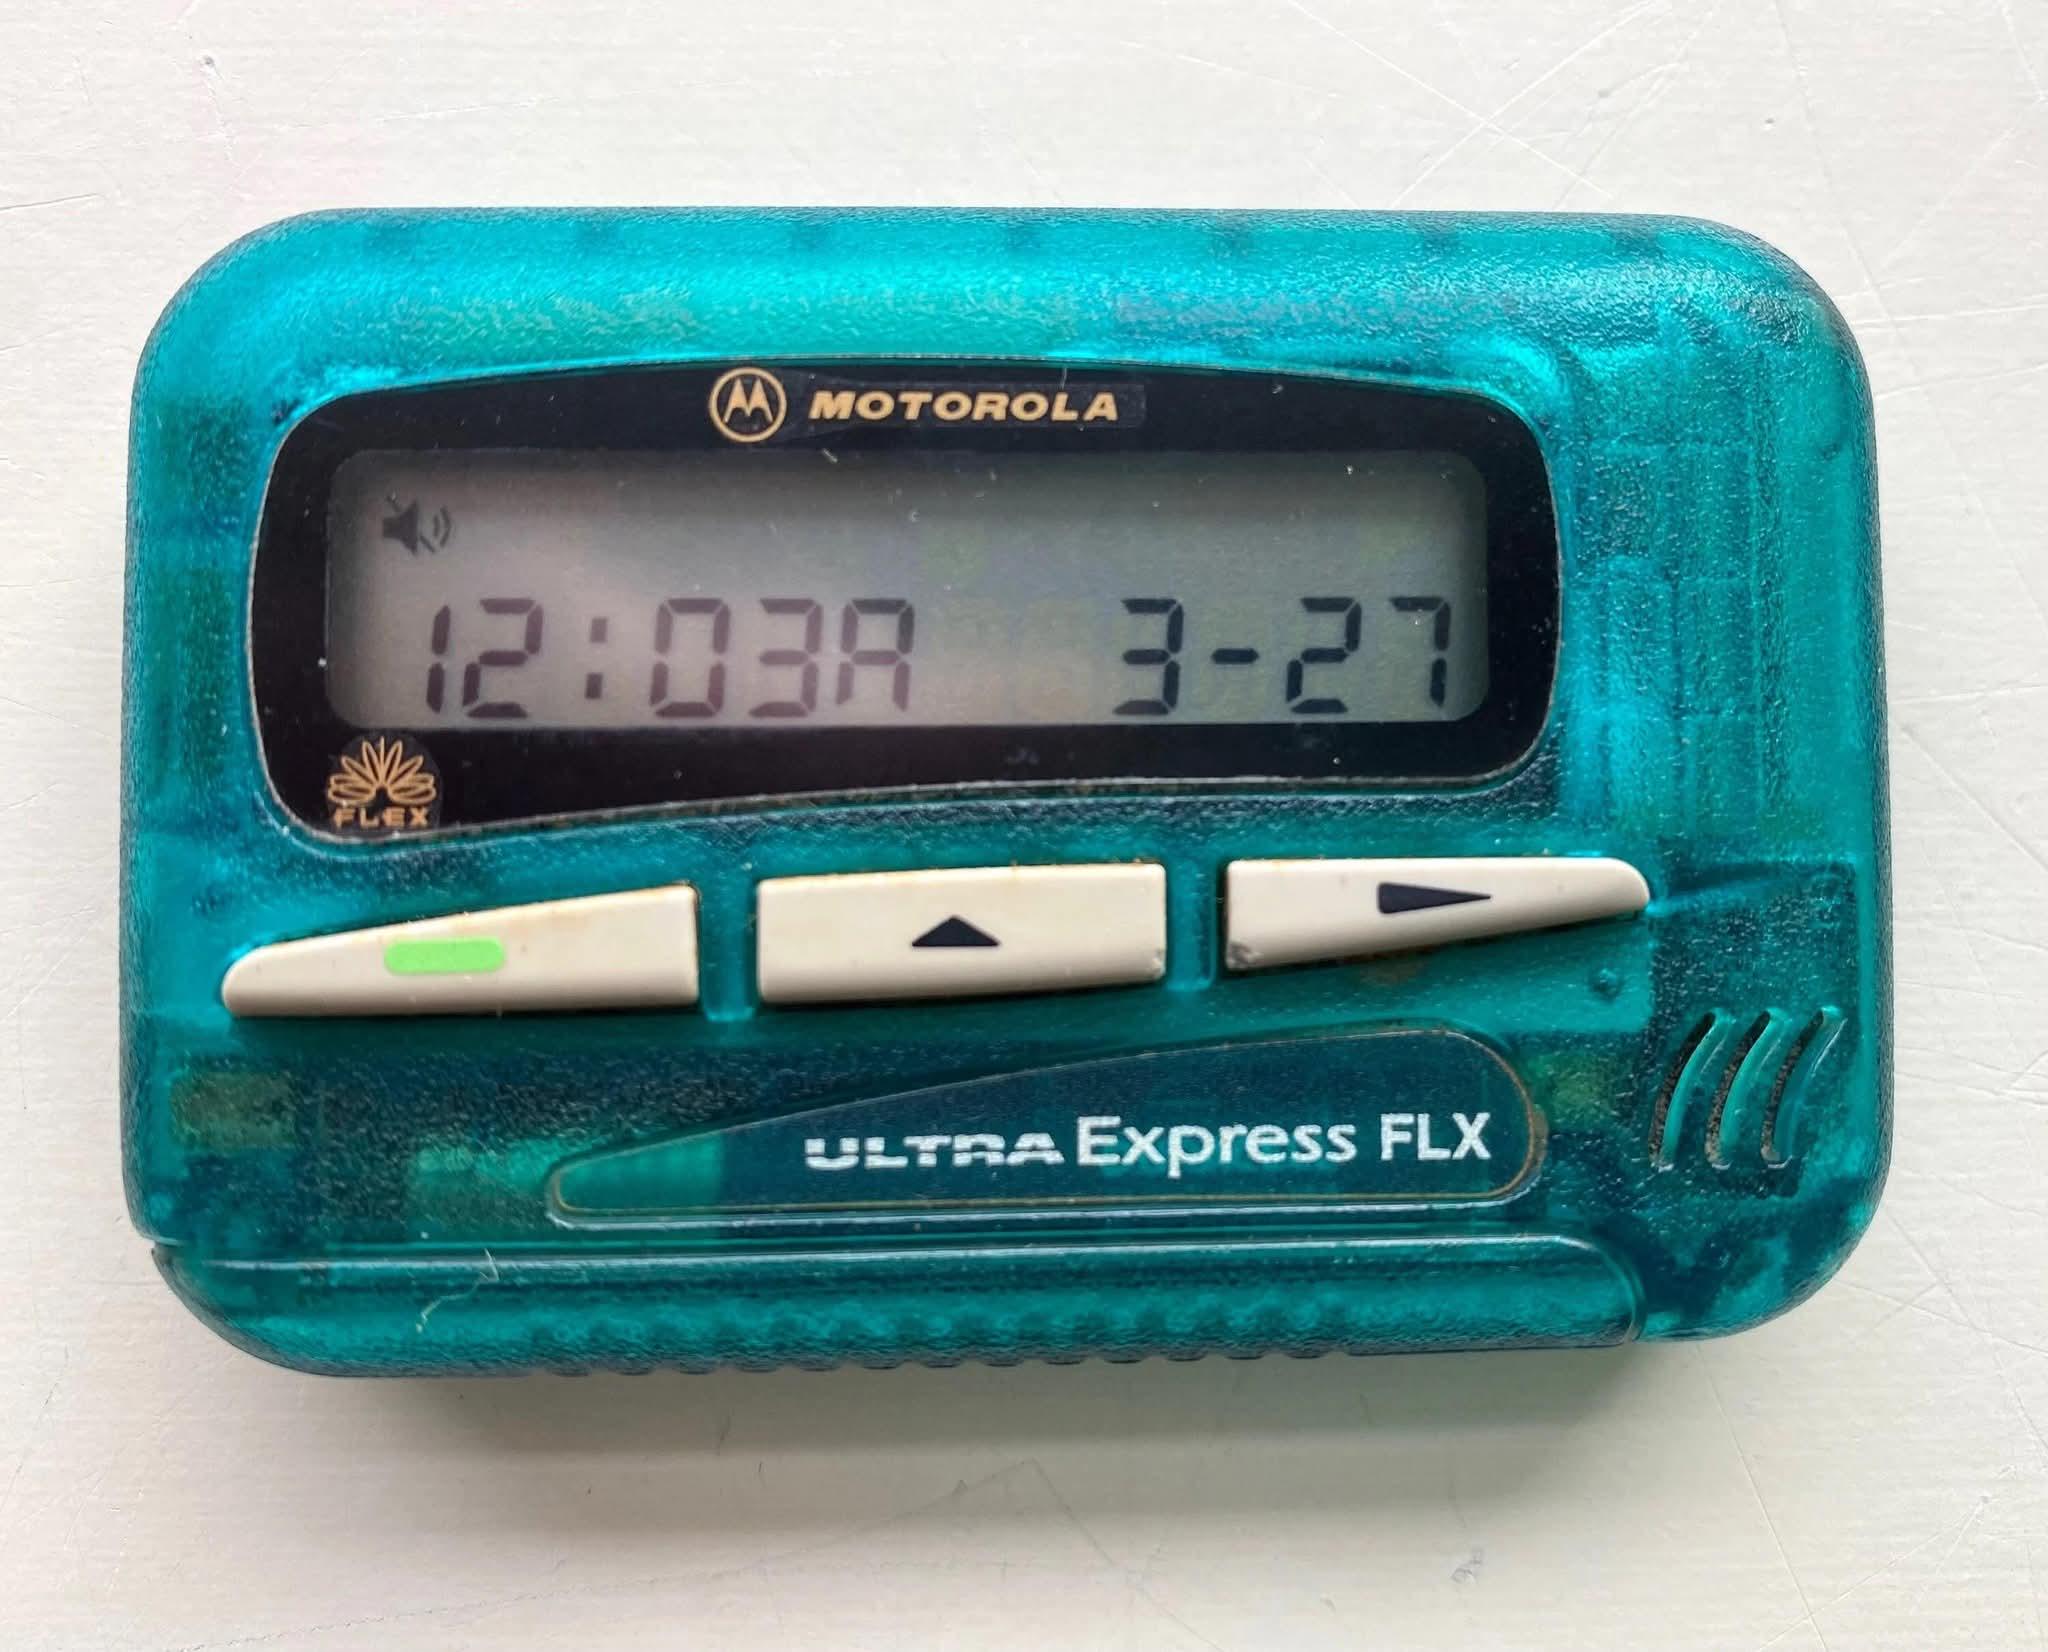 MOTOROLA
12:03A 3-27
FLEX
ULTRA Express FLX